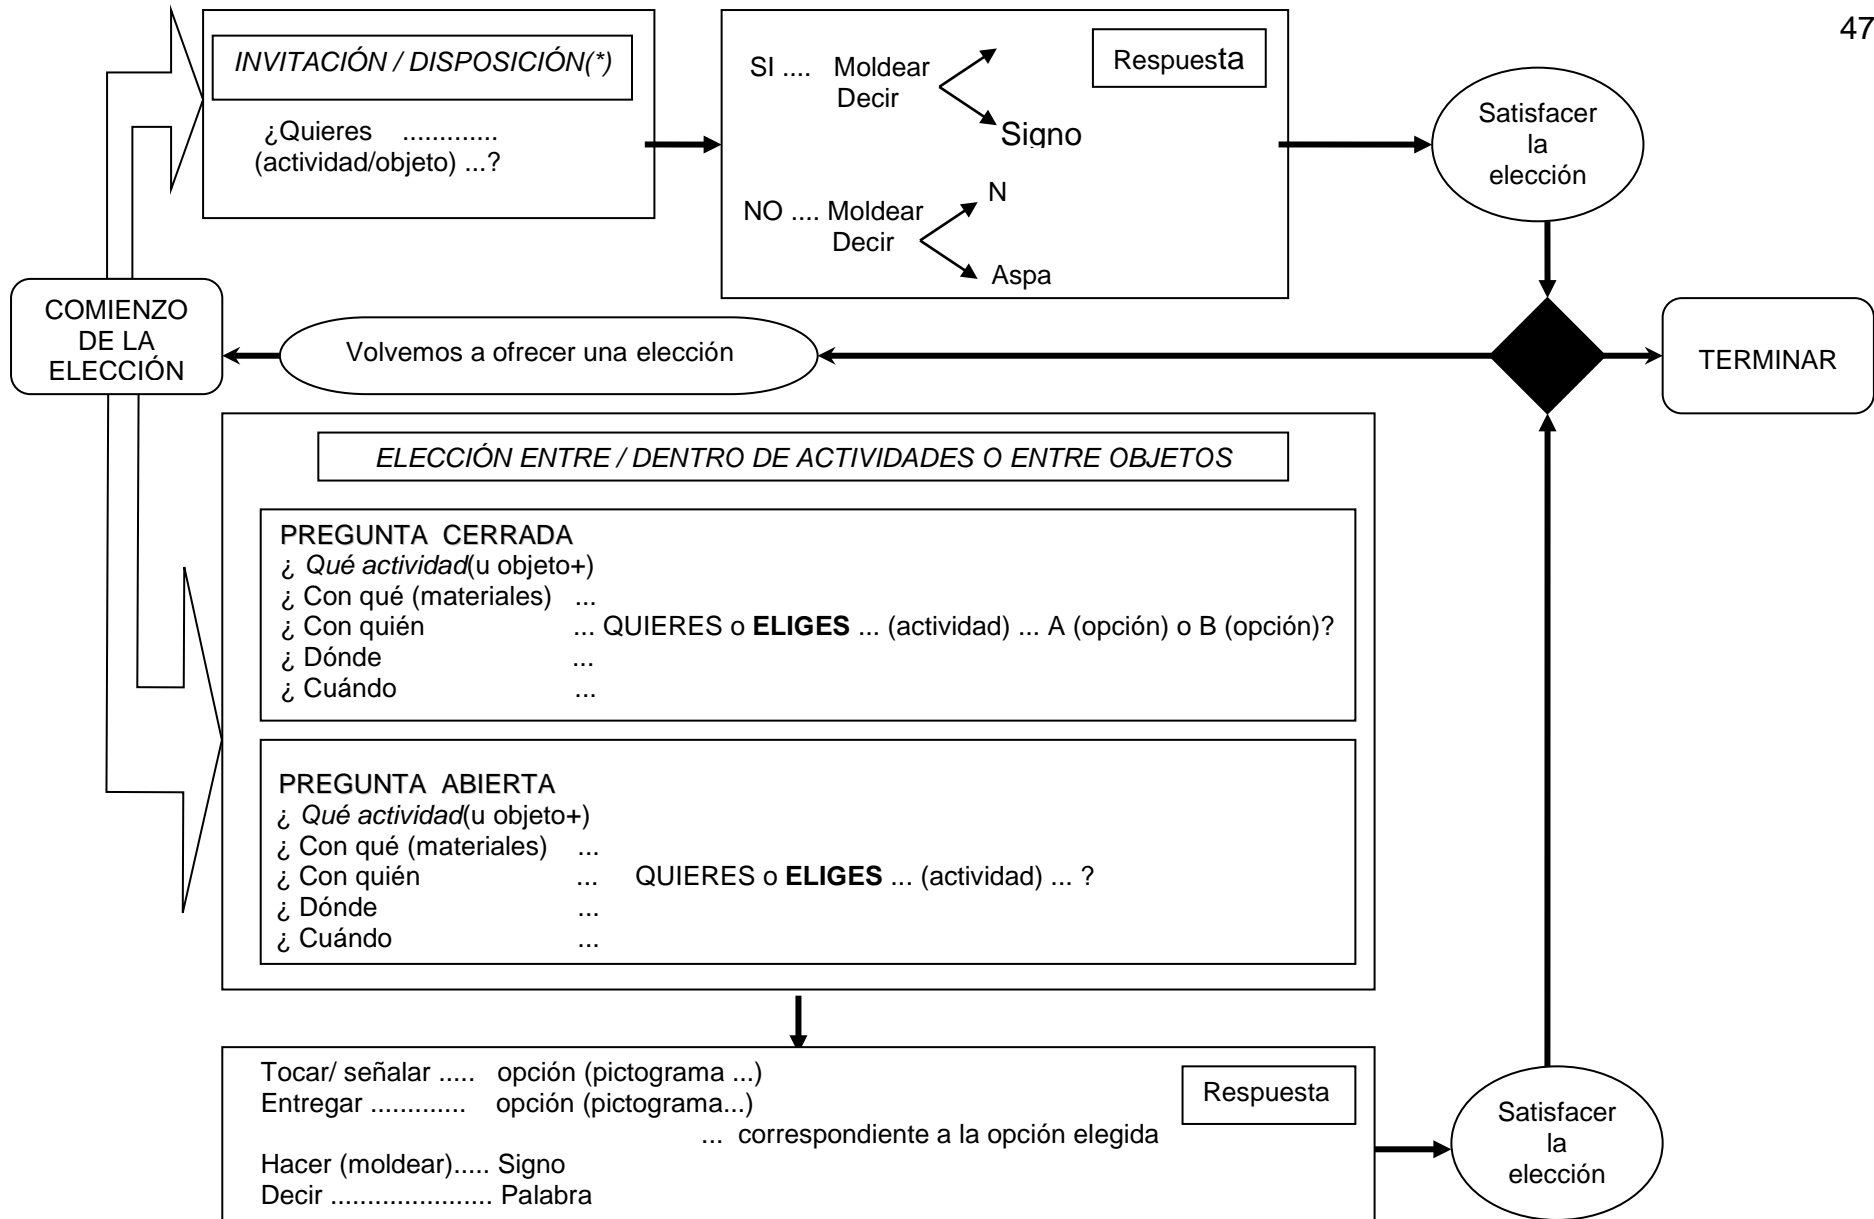 47
INVITACIÓN / DISPOSICIÓN(*)
¿Quieres .............
(actividad/objeto) ...?
Respuesta
SI .... Moldear
Decir
Signo
NO .... Moldear
Decir
N
Aspa
Satisfacer
la
elección
COMIENZO
DE LA
ELECCIÓN
Volvemos a ofrecer una elección
TERMINAR
ELECCIÓN ENTRE / DENTRO DE ACTIVIDADES O ENTRE OBJETOS
PREGUNTA CERRADA
¿ Qué actividad(u objeto+)
¿ Con qué (materiales) ...
¿ Con quién ... QUIERES o ELIGES ... (actividad) ... A (opción) o B (opción)?
¿ Dónde ...
¿ Cuándo ...
PREGUNTA ABIERTA
¿ Qué actividad(u objeto+)
¿ Con qué (materiales) ...
¿ Con quién ... QUIERES o ELIGES ... (actividad) ... ?
¿ Dónde ...
¿ Cuándo ...
Tocar/ señalar ..... opción (pictograma ...)
Entregar ............. opción (pictograma...)
... correspondiente a la opción elegida
Hacer (moldear)..... Signo
Decir ...................... Palabra
Respuesta
Satisfacer
la
elección